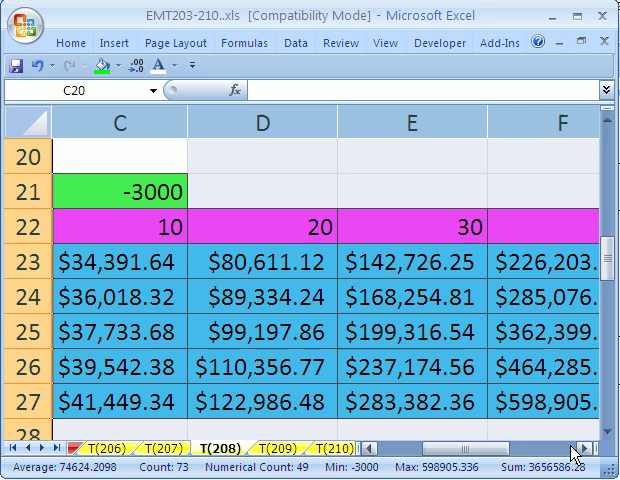 EMT203-210..xls [Compatibility Mode] - Microsoft Excel
Home Insert Page Layout Formulas Data Review View Developer Add-Ins
C20 fx
C D E F
20
21 -3000
22 10 20 30
23 $34,391.64 $80,611.12 $142,726.25 $226,203.
24 $36,018.32 $89,334.24 $168,254.81 $285,076.
25 $37,733.68 $99,197.86 $199,316.54 $362,399.
26 $39,542.38 $110,356.77 $237,174.56 $464,285.
27 $41,449.34 $122,986.48 $283,382.36 $598,905.
28
T(206) T(207) T(208) T(209) T(210)
Average: 74624.2098 Count: 73 Numerical Count: 49 Min: -3000 Max: 598905.336 Sum: 3656586.28